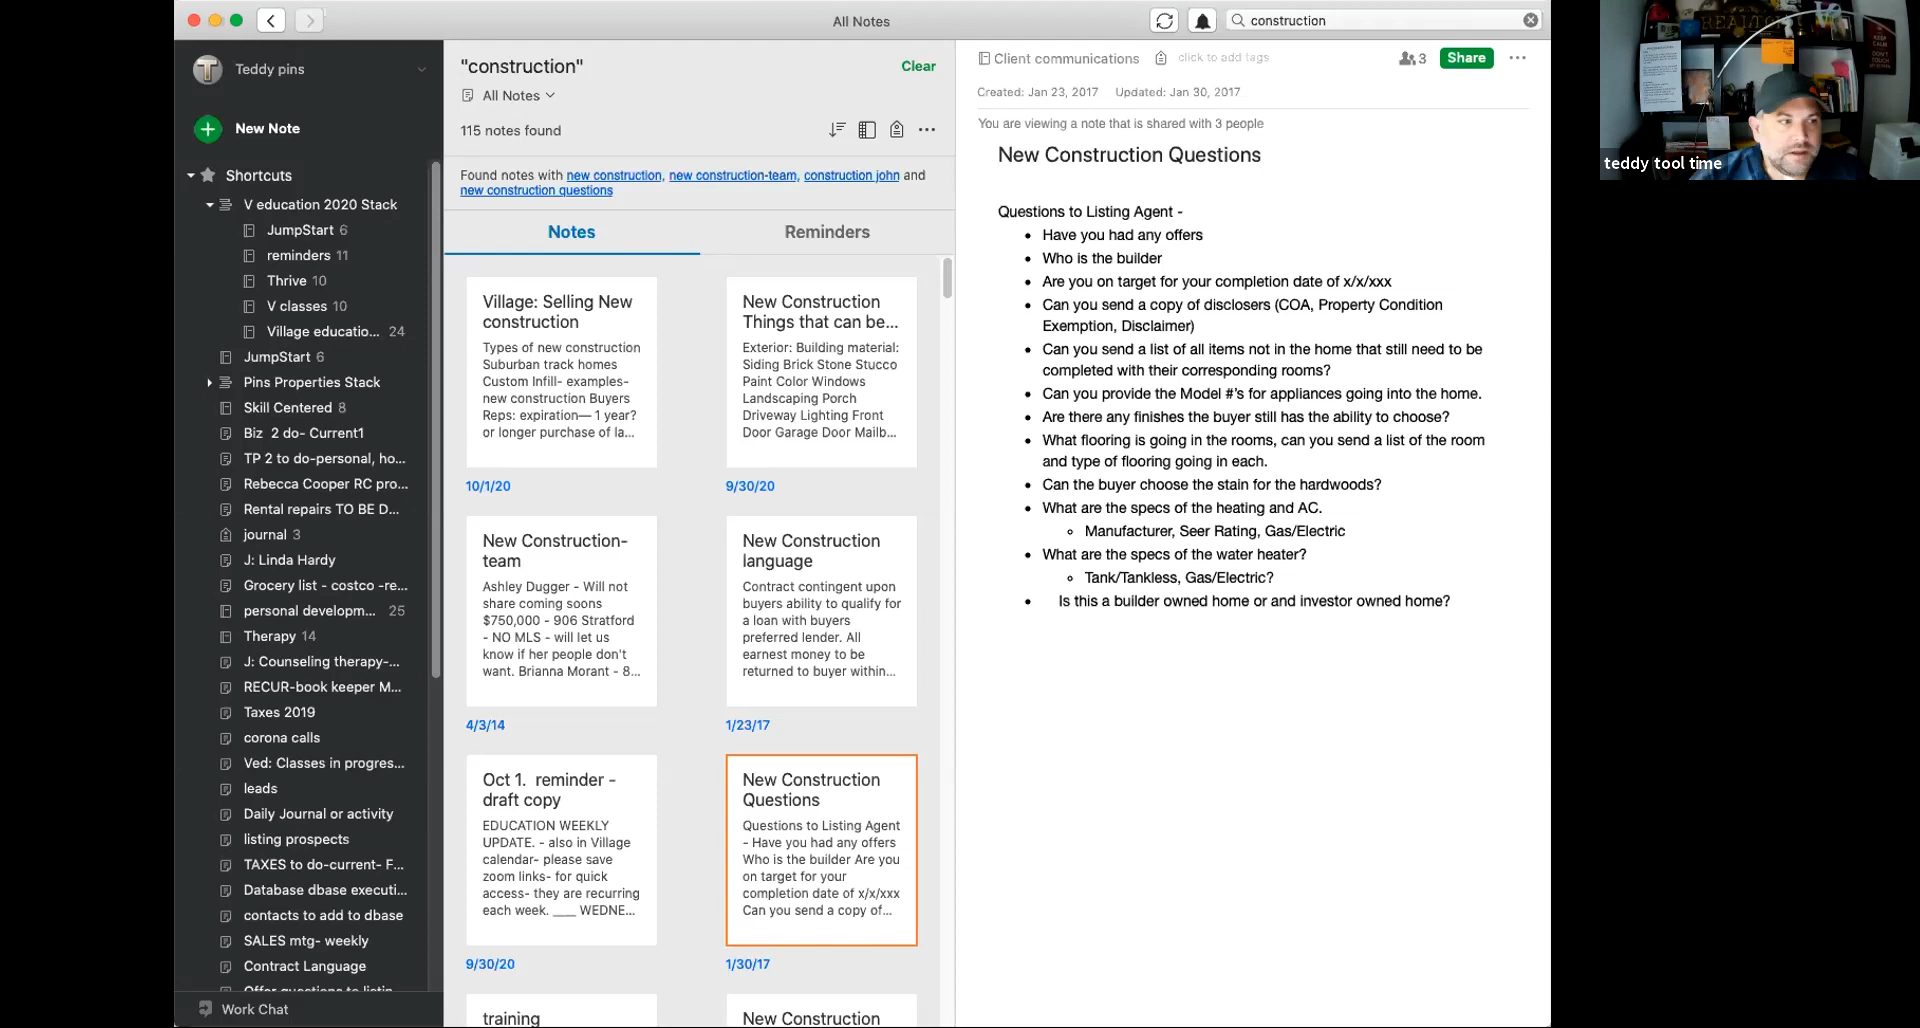 All Notes
construction
Teddy pins
New Note
Shortcuts
V education 2020 Stack
JumpStart 6
reminders 11
Thrive 10
V classes 10
Village educatio... 24
JumpStart 6
Pins Properties Stack
Skill Centered 8
Biz 2 do- Current1
TP 2 to do-personal, ho...
Rebecca Cooper RC pro...
Rental repairs TO BE D...
journal 3
J: Linda Hardy
Grocery list - costco -re...
personal developm... 25
Therapy 14
J: Counseling therapy-...
RECUR-book keeper M...
Taxes 2019
corona calls
Ved: Classes in progres...
leads
Daily Journal or activity
listing prospects
TAXES to do-current- F...
Database dbase executi...
contacts to add to dbase
SALES mtg- weekly
Contract Language
Offer questions to listin
Work Chat
"construction"
Clear
All Notes
115 notes found
Found notes with new construction, new construction-team, construction john and
new construction questions
Notes
Reminders
Village: Selling New
construction
Types of new construction
Suburban track homes
Custom Infill- examples-
new construction Buyers
Reps: expiration— 1 year?
or longer purchase of la...
10/1/20
New Construction
Things that can be...
Exterior: Building material:
Siding Brick Stone Stucco
Paint Color Windows
Landscaping Porch
Driveway Lighting Front
Door Garage Door Mailb...
9/30/20
New Construction-
team
Ashley Dugger - Will not
share coming soons
$750,000 - 906 Stratford
- NO MLS - will let us
know if her people don't
want. Brianna Morant - 8...
4/3/14
New Construction
language
Contract contingent upon
buyers ability to qualify for
a loan with buyers
preferred lender. All
earnest money to be
returned to buyer within...
1/23/17
Oct 1. reminder -
draft copy
EDUCATION WEEKLY
UPDATE. - also in Village
calendar- please save
zoom links- for quick
access- they are recurring
each week. ___ WEDNE...
9/30/20
New Construction
Questions
Questions to Listing Agent
- Have you had any offers
Who is the builder Are you
on target for your
completion date of x/x/xxx
Can you send a copy of...
1/30/17
training
New Construction
Client communications
click to add tags
3
Share
Created: Jan 23, 2017 Updated: Jan 30, 2017
You are viewing a note that is shared with 3 people
New Construction Questions
Questions to Listing Agent -
• Have you had any offers
• Who is the builder
• Are you on target for your completion date of x/x/xxx
• Can you send a copy of disclosers (COA, Property Condition
Exemption, Disclaimer)
• Can you send a list of all items not in the home that still need to be
completed with their corresponding rooms?
• Can you provide the Model #'s for appliances going into the home.
• Are there any finishes the buyer still has the ability to choose?
• What flooring is going in the rooms, can you send a list of the room
and type of flooring going in each.
• Can the buyer choose the stain for the hardwoods?
• What are the specs of the heating and AC.
◦ Manufacturer, Seer Rating, Gas/Electric
• What are the specs of the water heater?
◦ Tank/Tankless, Gas/Electric?
• Is this a builder owned home or and investor owned home?
REALTOR
KEEP
CALM
teddy tool time